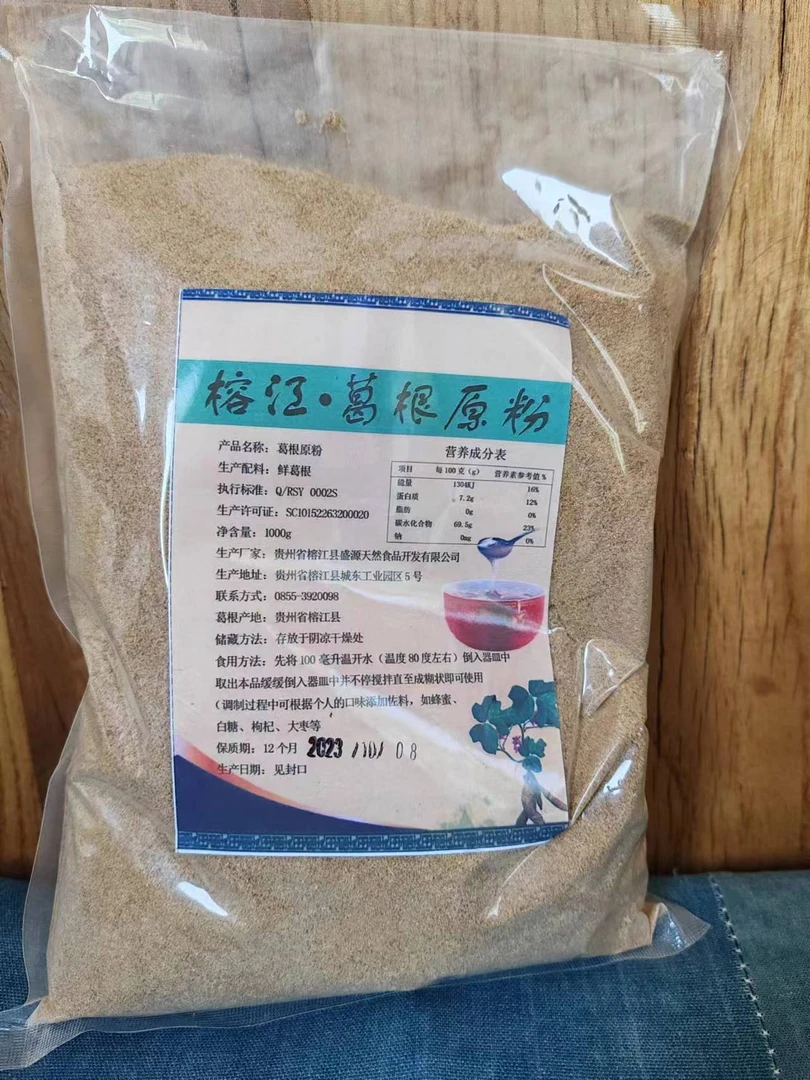 榕江·葛根原粉
产品名称：葛根原粉
生产配料：鲜葛根
执行标准：Q/RSY 0002S
生产许可证：SC10152263200020
净含量：1000g
营养成分表
项目 每100克（g） 营养素参考值%
能量 1304KJ 16%
蛋白质 7.2g 12%
脂肪 0g 0%
碳水化合物 69.5g 23%
钠 0mg 0%
生产厂家：贵州省榕江县盛源天然食品开发有限公司
生产地址：贵州省榕江县城东工业园区5号
联系方式：0855-3920098
葛根产地：贵州省榕江县
储藏方法：存放于阴凉干燥处
食用方法：先将100毫升温开水（温度80度左右）倒入器皿中
取出本品缓缓倒入器皿中并不停搅拌直至成糊状即可使用
（调制过程中可根据个人的口味添加佐料，如蜂蜜、
白糖、枸杞、大枣等
保质期：12个月 2023/10/08
生产日期：见封口